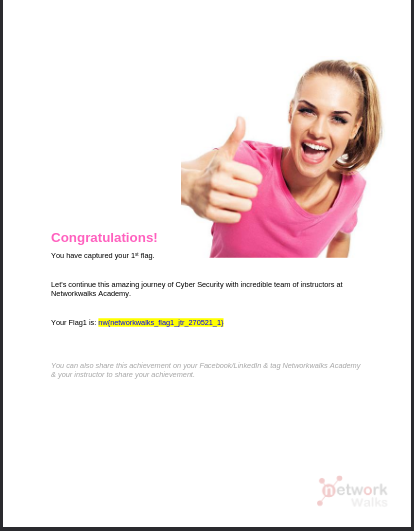 Congratulations!
You have captured your 1st flag.
Let's continue this amazing journey of Cyber Security with incredible team of instructors at
Networkwalks Academy.
Your Flag1 is: nw{networkwalks_flag1_jtr_270521_1}
You can also share this achievement on your Facebook/LinkedIn & tag Networkwalks Academy
& your instructor to share your achievement.
network
Walks